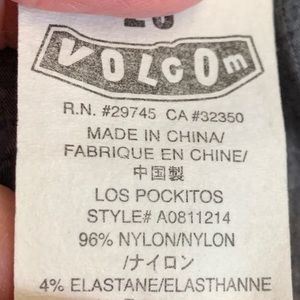 VOLCOM
R.N. #29745 CA #32350
MADE IN CHINA/
FABRIQUE EN CHINE/
中国製
LOS POCKITOS
STYLE# A0811214
96% NYLON/NYLON
/ナイロン
4% ELASTANE/ELASTHANNE